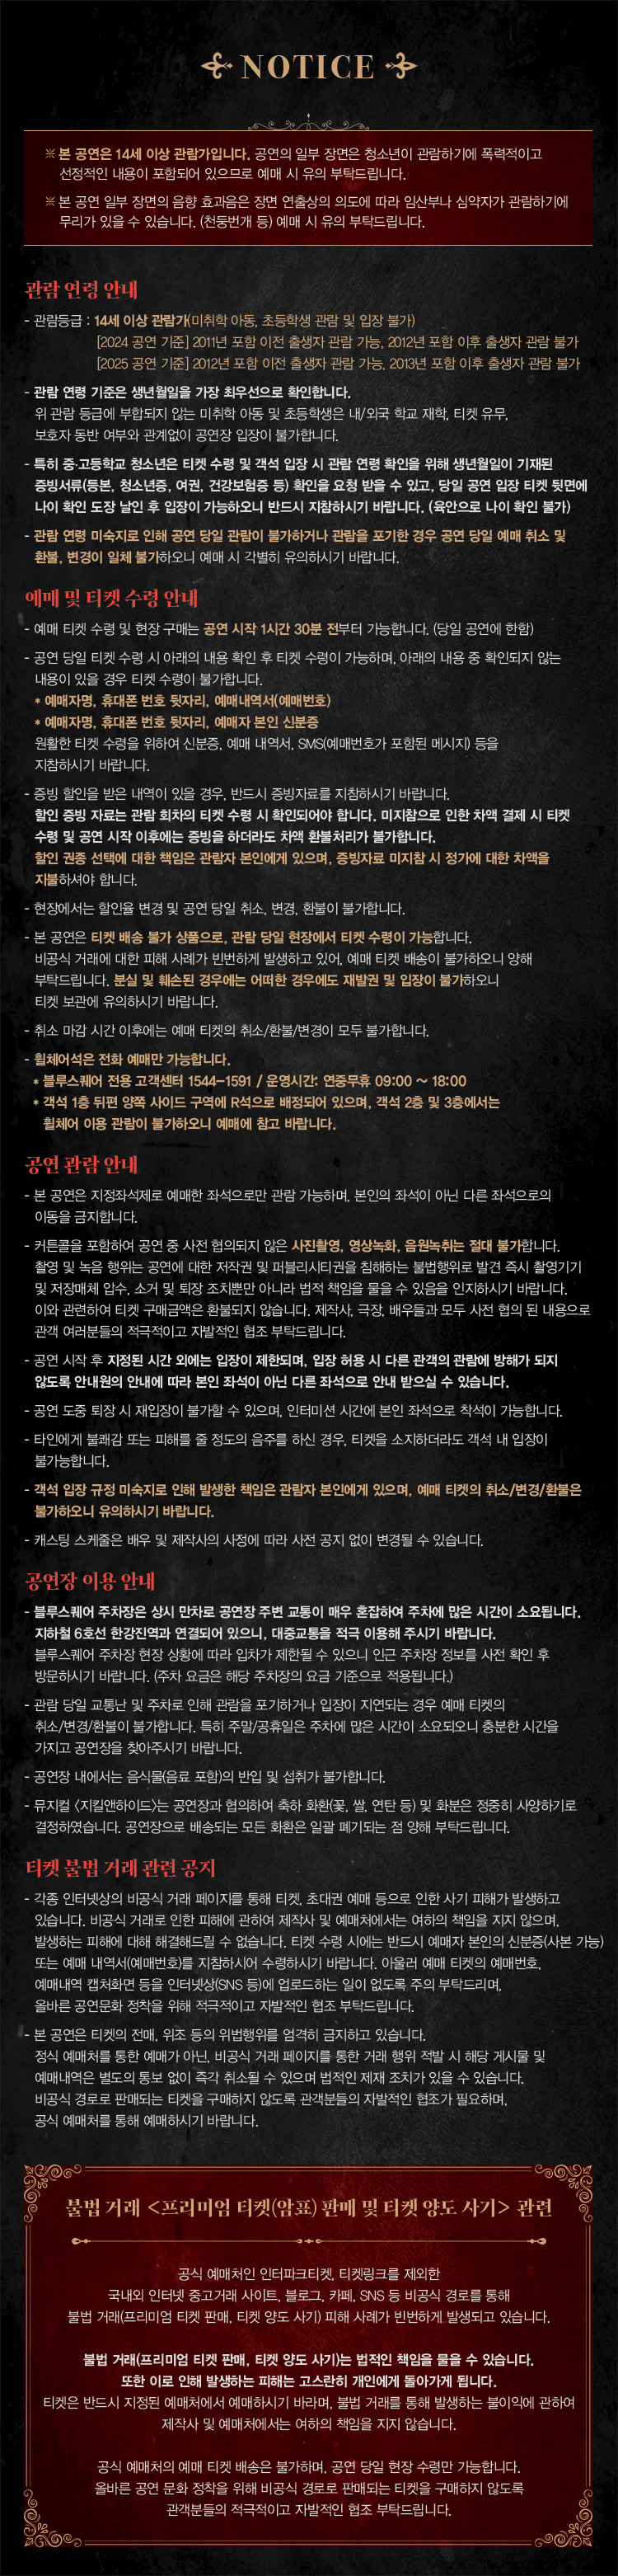 NOTICE
※ 본 공연은 14세 이상 관람가입니다. 공연의 일부 장면은 청소년이 관람하기에 폭력적이고
선정적인 내용이 포함되어 있으므로 예매 시 유의 부탁드립니다.
※ 본 공연 일부 장면의 음향 효과음은 장면 연출상의 의도에 따라 임산부나 심약자가 관람하기에
무리가 있을 수 있습니다. (천둥번개 등) 예매 시 유의 부탁드립니다.
관람 연령 안내
- 관람등급 : 14세 이상 관람가(미취학 아동, 초등학생 관람 및 입장 불가)
[2024 공연 기준] 2011년 포함 이전 출생자 관람 가능, 2012년 포함 이후 출생자 관람 불가
[2025 공연 기준] 2012년 포함 이전 출생자 관람 가능, 2013년 포함 이후 출생자 관람 불가
- 관람 연령 기준은 생년월일을 가장 최우선으로 확인합니다.
위 관람 등급에 부합되지 않는 미취학 아동 및 초등학생은 내/외국 학교 재학, 티켓 유무,
보호자 동반 여부와 관계없이 공연장 입장이 불가합니다.
- 특히 중·고등학교 청소년은 티켓 수령 및 객석 입장 시 관람 연령 확인을 위해 생년월일이 기재된
증빙서류(등본, 청소년증, 여권, 건강보험증 등) 확인을 요청 받을 수 있고, 당일 공연 입장 티켓 뒷면에
나이 확인 도장 날인 후 입장이 가능하오니 반드시 지참하시기 바랍니다. (육안으로 나이 확인 불가)
- 관람 연령 미숙지로 인해 공연 당일 관람이 불가하거나 관람을 포기한 경우 공연 당일 예매 취소 및
환불, 변경이 일체 불가하오니 예매 시 각별히 유의하시기 바랍니다.
예매 및 티켓 수령 안내
- 예매 티켓 수령 및 현장 구매는 공연 시작 1시간 30분 전부터 가능합니다. (당일 공연에 한함)
- 공연 당일 티켓 수령 시 아래의 내용 확인 후 티켓 수령이 가능하며, 아래의 내용 중 확인되지 않는
내용이 있을 경우 티켓 수령이 불가합니다.
* 예매자명, 휴대폰 번호 뒷자리, 예매내역서(예매번호)
* 예매자명, 휴대폰 번호 뒷자리, 예매자 본인 신분증
원활한 티켓 수령을 위하여 신분증, 예매 내역서, SMS(예매번호가 포함된 메시지) 등을
지참하시기 바랍니다.
- 증빙 할인을 받은 내역이 있을 경우, 반드시 증빙자료를 지참하시기 바랍니다.
할인 증빙 자료는 관람 회차의 티켓 수령 시 확인되어야 합니다. 미지참으로 인한 차액 결제 시 티켓
수령 및 공연 시작 이후에는 증빙을 하더라도 차액 환불처리가 불가합니다.
할인 권종 선택에 대한 책임은 관람자 본인에게 있으며, 증빙자료 미지참 시 정가에 대한 차액을
지불하셔야 합니다.
- 현장에서는 할인율 변경 및 공연 당일 취소, 변경, 환불이 불가합니다.
- 본 공연은 티켓 배송 불가 상품으로, 관람 당일 현장에서 티켓 수령이 가능합니다.
비공식 거래에 대한 피해 사례가 빈번하게 발생하고 있어, 예매 티켓 배송이 불가하오니 양해
부탁드립니다. 분실 및 훼손된 경우에는 어떠한 경우에도 재발권 및 입장이 불가하오니
티켓 보관에 유의하시기 바랍니다.
- 취소 마감 시간 이후에는 예매 티켓의 취소/환불/변경이 모두 불가합니다.
- 휠체어석은 전화 예매만 가능합니다.
* 블루스퀘어 전용 고객센터 1544-1591 / 운영시간: 연중무휴 09:00 ~ 18:00
* 객석 1층 뒤편 양쪽 사이드 구역에 R석으로 배정되어 있으며, 객석 2층 및 3층에서는
휠체어 이용 관람이 불가하오니 예매에 참고 바랍니다.
공연 관람 안내
- 본 공연은 지정좌석제로 예매한 좌석으로만 관람 가능하며, 본인의 좌석이 아닌 다른 좌석으로의
이동을 금지합니다.
- 커튼콜을 포함하여 공연 중 사전 협의되지 않은 사진촬영, 영상녹화, 음원녹취는 절대 불가합니다.
촬영 및 녹음 행위는 공연에 대한 저작권 및 퍼블리시티권을 침해하는 불법행위로 발견 즉시 촬영기기
및 저장매체 압수, 소거 및 퇴장 조치뿐만 아니라 법적 책임을 물을 수 있음을 인지하시기 바랍니다.
이와 관련하여 티켓 구매금액은 환불되지 않습니다. 제작사, 극장, 배우들과 모두 사전 협의 된 내용으로
관객 여러분들의 적극적이고 자발적인 협조 부탁드립니다.
- 공연 시작 후 지정된 시간 외에는 입장이 제한되며, 입장 허용 시 다른 관객의 관람에 방해가 되지
않도록 안내원의 안내에 따라 본인 좌석이 아닌 다른 좌석으로 안내 받으실 수 있습니다.
- 공연 도중 퇴장 시 재입장이 불가할 수 있으며, 인터미션 시간에 본인 좌석으로 착석이 가능합니다.
- 타인에게 불쾌감 또는 피해를 줄 정도의 음주를 하신 경우, 티켓을 소지하더라도 객석 내 입장이
불가능합니다.
- 객석 입장 규정 미숙지로 인해 발생한 책임은 관람자 본인에게 있으며, 예매 티켓의 취소/변경/환불은
불가하오니 유의하시기 바랍니다.
- 캐스팅 스케줄은 배우 및 제작사의 사정에 따라 사전 공지 없이 변경될 수 있습니다.
공연장 이용 안내
- 블루스퀘어 주차장은 상시 만차로 공연장 주변 교통이 매우 혼잡하여 주차에 많은 시간이 소요됩니다.
지하철 6호선 한강진역과 연결되어 있으니, 대중교통을 적극 이용해 주시기 바랍니다.
블루스퀘어 주차장 현장 상황에 따라 입차가 제한될 수 있으니 인근 주차장 정보를 사전 확인 후
방문하시기 바랍니다. (주차 요금은 해당 주차장의 요금 기준으로 적용됩니다.)
- 관람 당일 교통난 및 주차로 인해 관람을 포기하거나 입장이 지연되는 경우 예매 티켓의
취소/변경/환불이 불가합니다. 특히 주말/공휴일은 주차에 많은 시간이 소요되오니 충분한 시간을
가지고 공연장을 찾아주시기 바랍니다.
- 공연장 내에서는 음식물(음료 포함)의 반입 및 섭취가 불가합니다.
- 뮤지컬 〈지킬앤하이드〉는 공연장과 협의하여 축하 화환(꽃, 쌀, 연탄 등) 및 화분은 정중히 사양하기로
결정하였습니다. 공연장으로 배송되는 모든 화환은 일괄 폐기되는 점 양해 부탁드립니다.
티켓 불법 거래 관련 공지
- 각종 인터넷상의 비공식 거래 페이지를 통해 티켓, 초대권 예매 등으로 인한 사기 피해가 발생하고
있습니다. 비공식 거래로 인한 피해에 관하여 제작사 및 예매처에서는 여하의 책임을 지지 않으며,
발생하는 피해에 대해 해결해드릴 수 없습니다. 티켓 수령 시에는 반드시 예매자 본인의 신분증(사본 가능)
또는 예매 내역서(예매번호)를 지참하시어 수령하시기 바랍니다. 아울러 예매 티켓의 예매번호,
예매내역 캡처화면 등을 인터넷상(SNS 등)에 업로드하는 일이 없도록 주의 부탁드리며,
올바른 공연문화 정착을 위해 적극적이고 자발적인 협조 부탁드립니다.
- 본 공연은 티켓의 전매, 위조 등의 위법행위를 엄격히 금지하고 있습니다.
정식 예매처를 통한 예매가 아닌, 비공식 거래 페이지를 통한 거래 행위 적발 시 해당 게시물 및
예매내역은 별도의 통보 없이 즉각 취소될 수 있으며 법적인 제재 조치가 있을 수 있습니다.
비공식 경로로 판매되는 티켓을 구매하지 않도록 관객분들의 자발적인 협조가 필요하며,
공식 예매처를 통해 예매하시기 바랍니다.
불법 거래 <프리미엄 티켓(암표) 판매 및 티켓 양도 사기> 관련
공식 예매처인 인터파크티켓, 티켓링크를 제외한
국내외 인터넷 중고거래 사이트, 블로그, 카페, SNS 등 비공식 경로를 통해
불법 거래(프리미엄 티켓 판매, 티켓 양도 사기) 피해 사례가 빈번하게 발생되고 있습니다.
불법 거래(프리미엄 티켓 판매, 티켓 양도 사기)는 법적인 책임을 물을 수 있습니다.
또한 이로 인해 발생하는 피해는 고스란히 개인에게 돌아가게 됩니다.
티켓은 반드시 지정된 예매처에서 예매하시기 바라며, 불법 거래를 통해 발생하는 불이익에 관하여
제작사 및 예매처에서는 여하의 책임을 지지 않습니다.
공식 예매처의 예매 티켓 배송은 불가하며, 공연 당일 현장 수령만 가능합니다.
올바른 공연 문화 정착을 위해 비공식 경로로 판매되는 티켓을 구매하지 않도록
관객분들의 적극적이고 자발적인 협조 부탁드립니다.